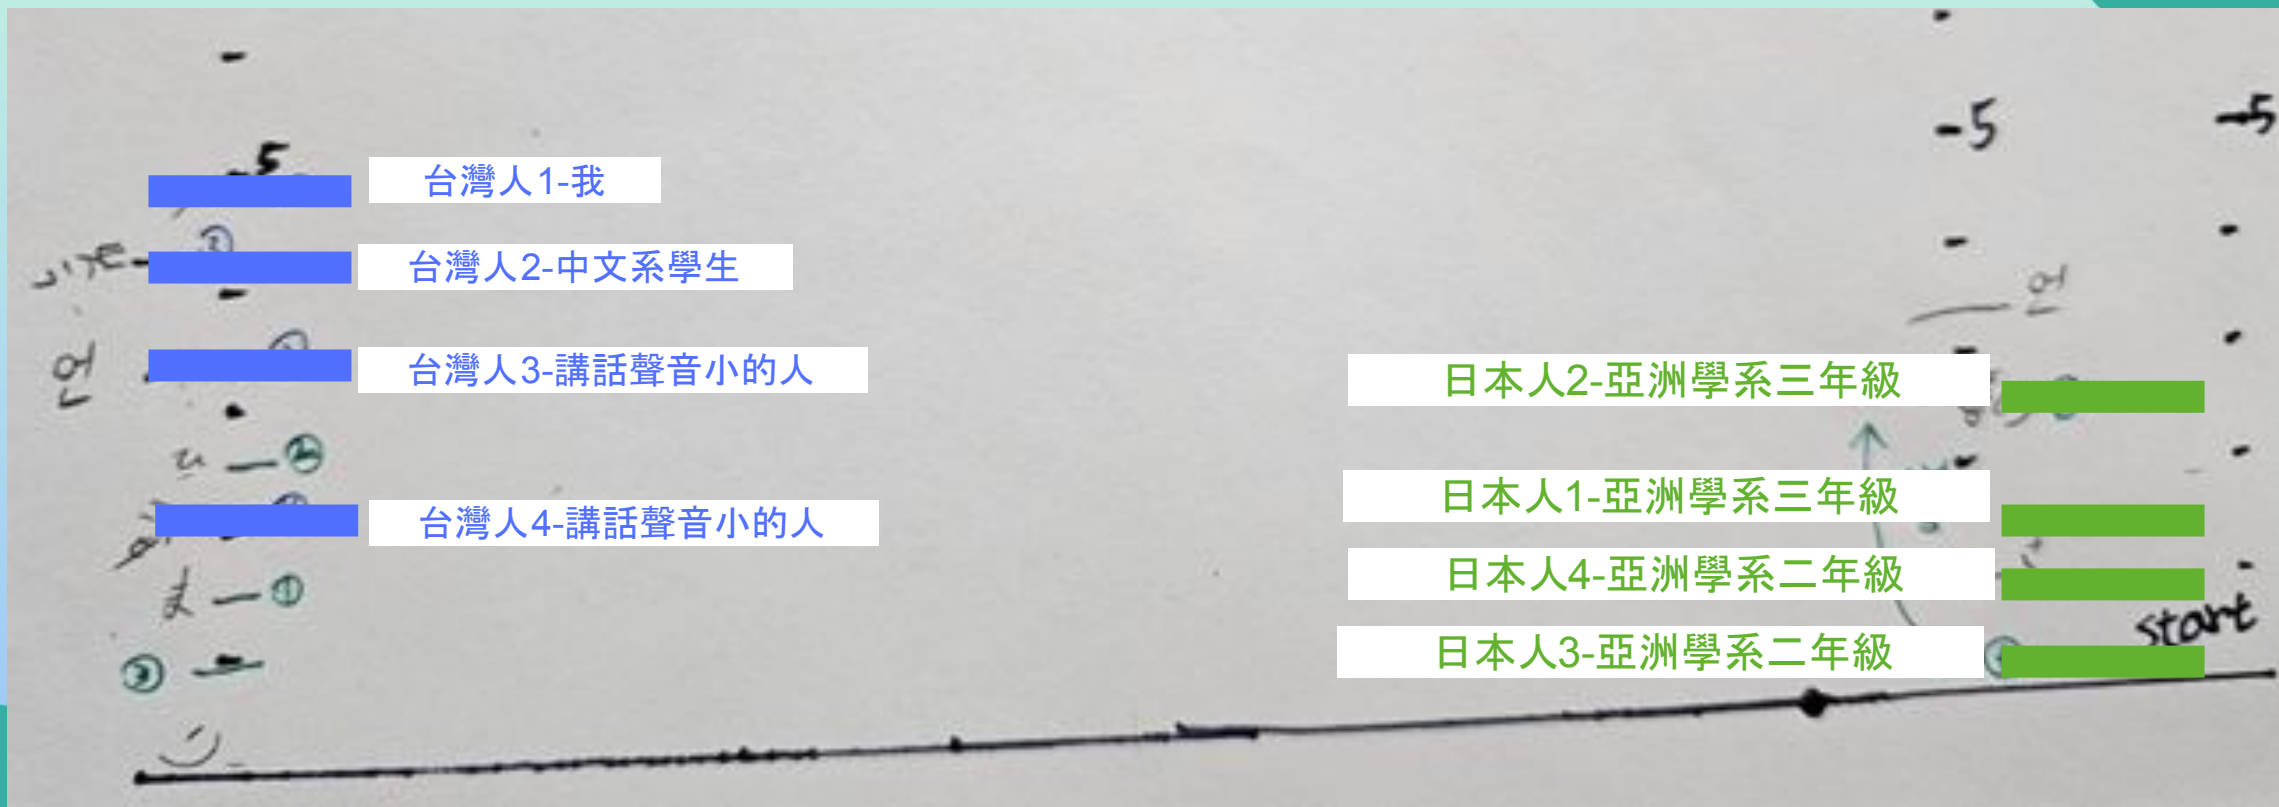 5
台灣人1-我
②
台灣人2-中文系學生
언
台灣人3-講話聲音小的人
②
台灣人4-講話聲音小的人
①
②
-5
-5
언
日本人2-亞洲學系三年級
日本人1-亞洲學系三年級
日本人4-亞洲學系二年級
start
日本人3-亞洲學系二年級